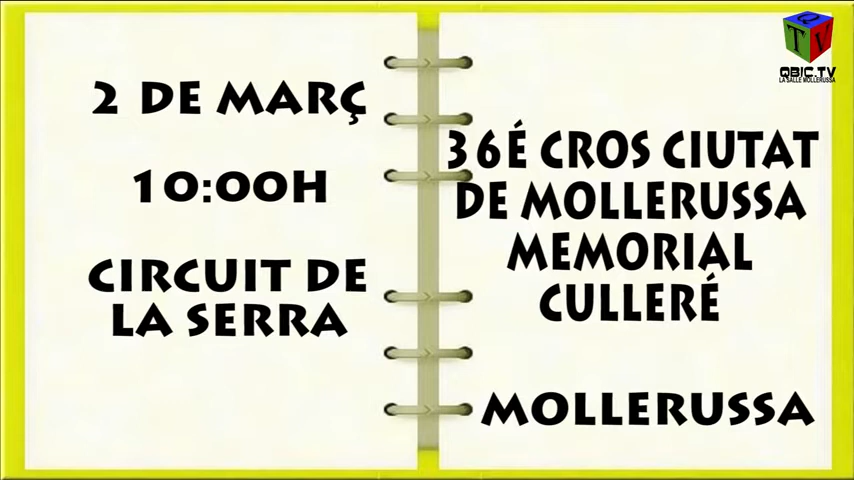 2 DE MARÇ
10:00H
CIRCUIT DE
LA SERRA
36É CROS CIUTAT
DE MOLLERUSSA
MEMORIAL
CULLERÉ
MOLLERUSSA
QTV
QBIC.TV
LA SALLE MOLLERUSSA